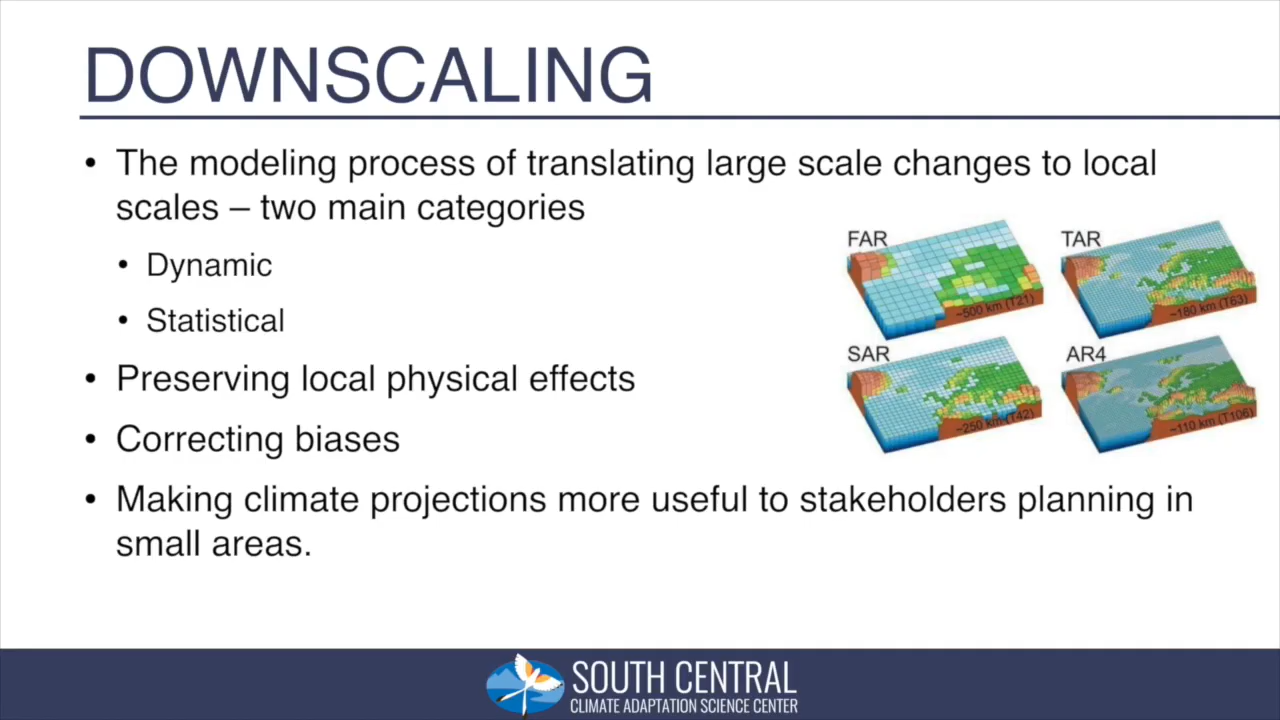 DOWNSCALING
• The modeling process of translating large scale changes to local
scales – two main categories
• Dynamic
• Statistical
• Preserving local physical effects
• Correcting biases
• Making climate projections more useful to stakeholders planning in
small areas.
FAR
~500 km (T21)
TAR
~180 km (T63)
SAR
~250 km (T42)
AR4
~110 km (T106)
SOUTH CENTRAL
CLIMATE ADAPTATION SCIENCE CENTER